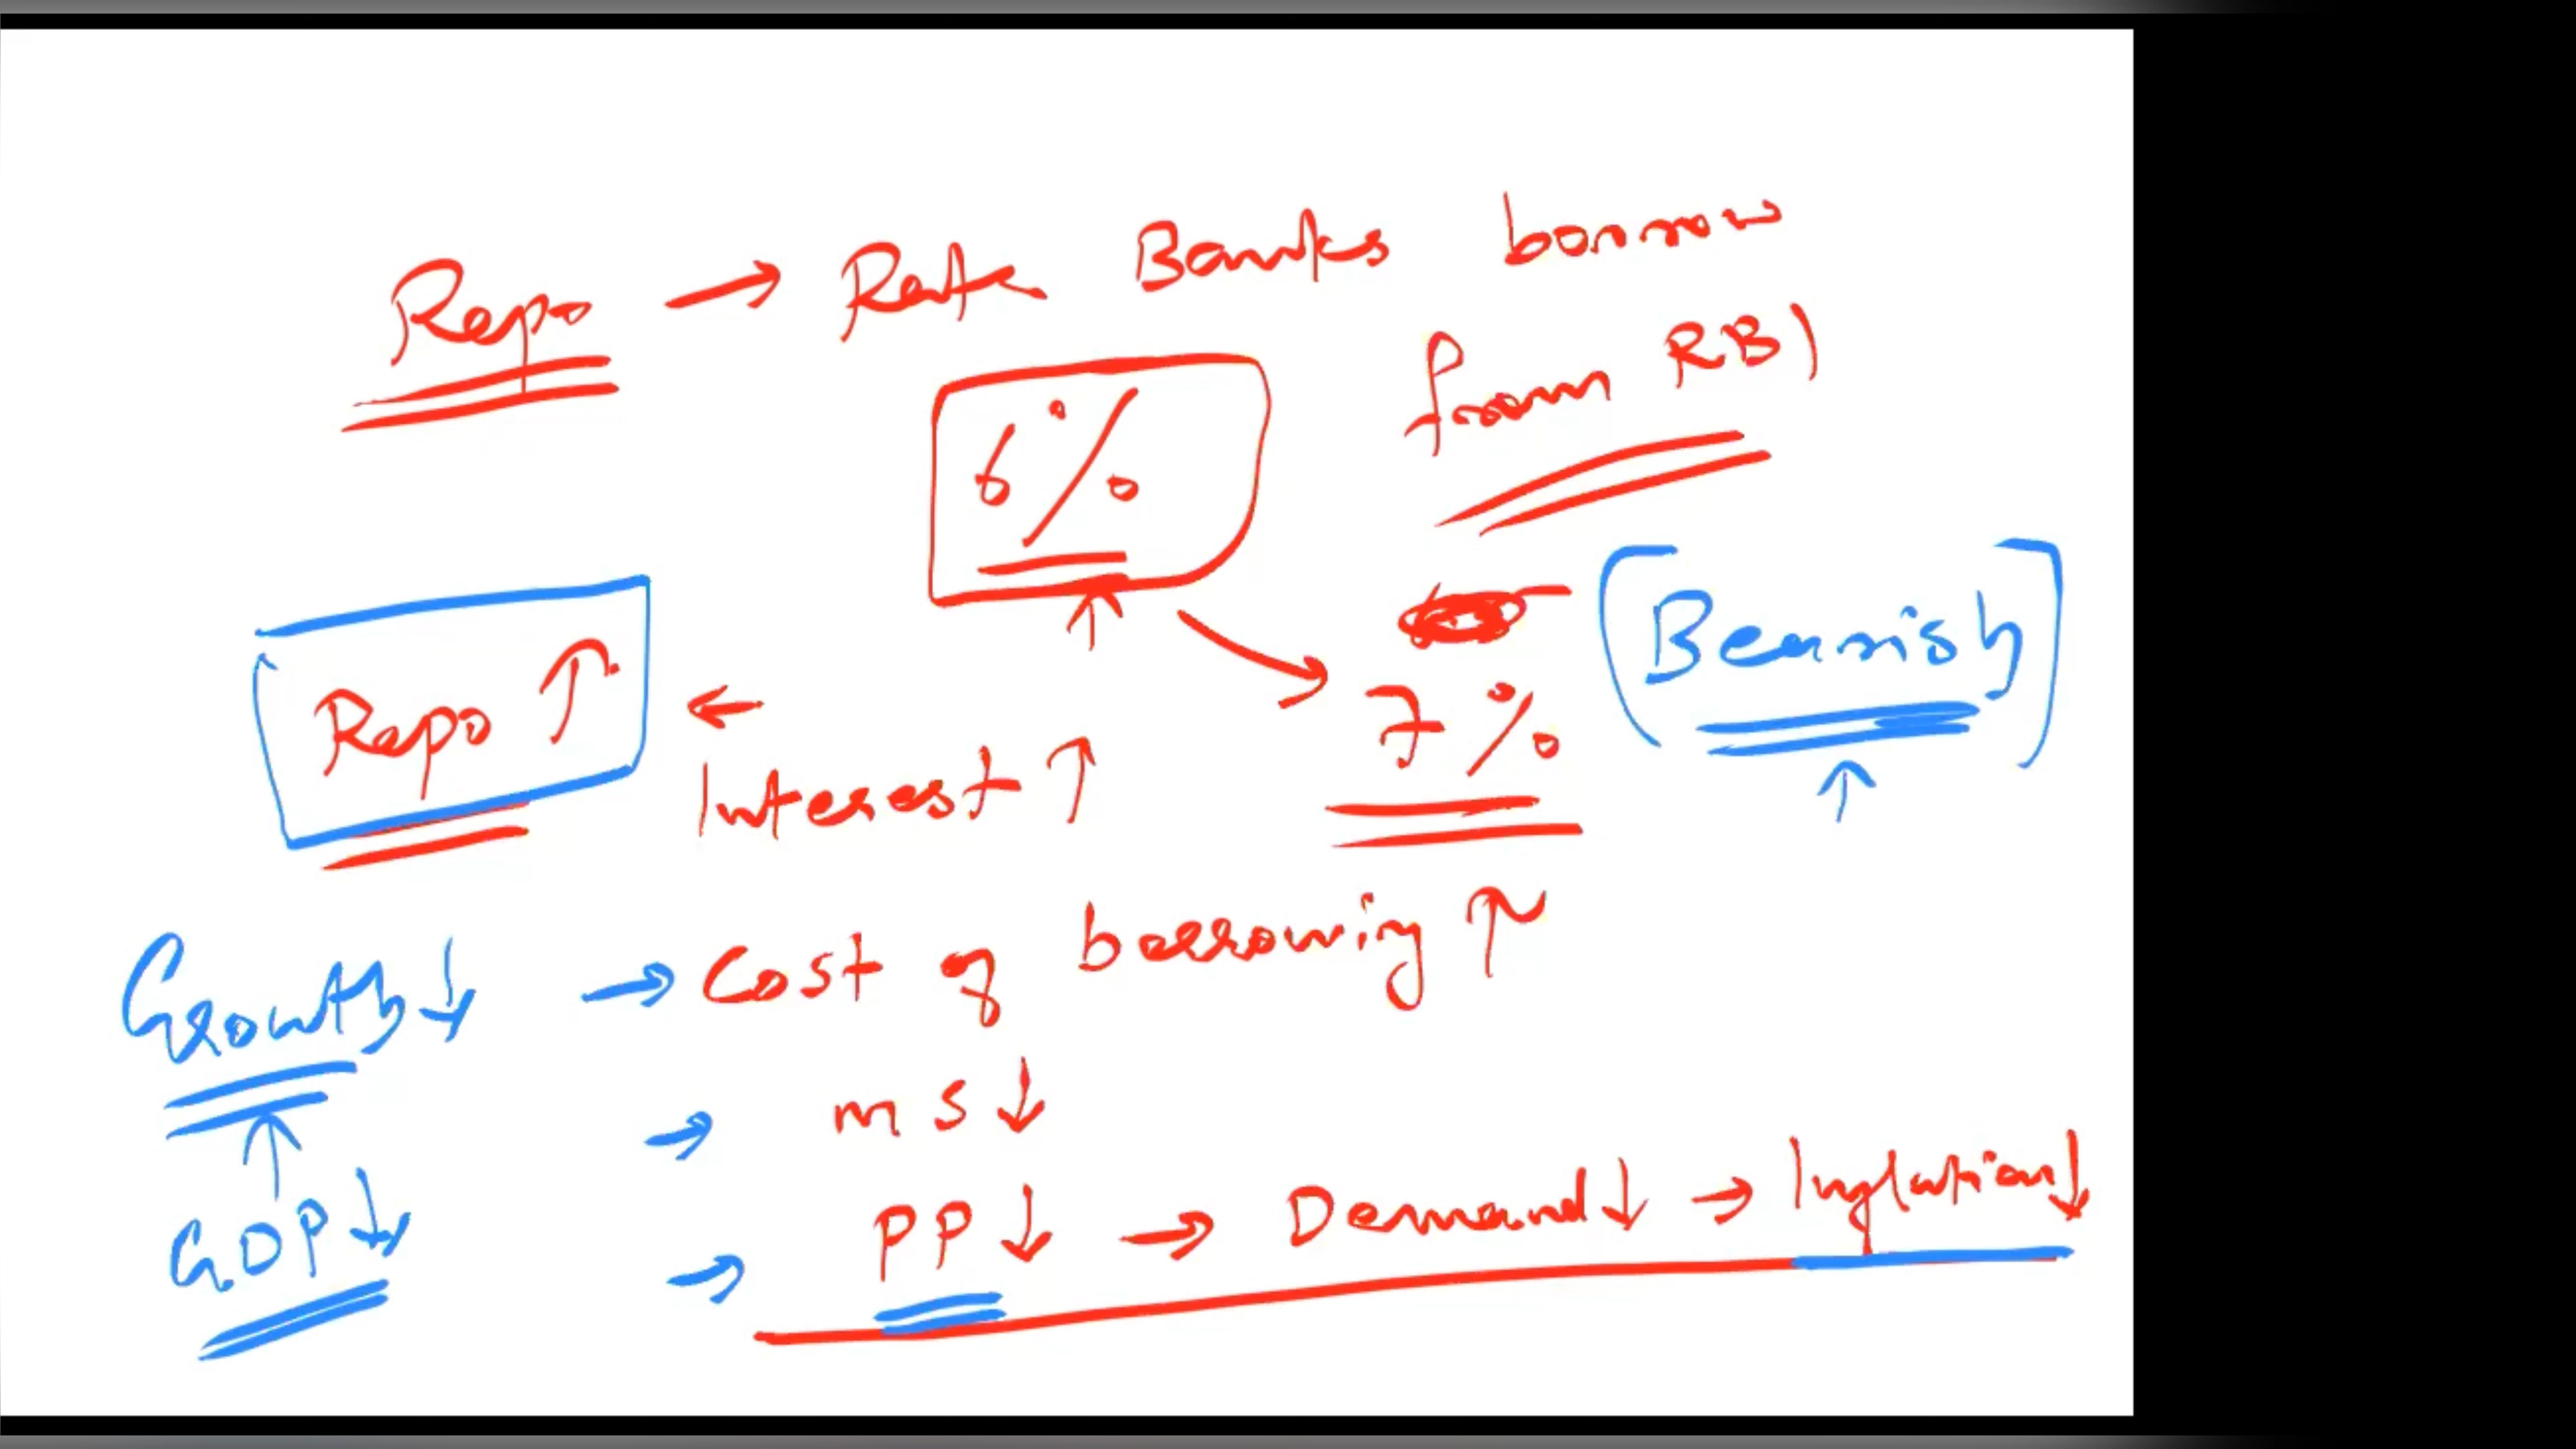 Repo → Rate Banks borrow
from RBI
6%
7%
[Bearish]
↑
Repo ↑ ← Interest ↑
Growth ↓ → Cost of borrowing ↑
→ MS ↓
GDP ↓ → PP ↓ → Demand ↓ → Inflation ↓